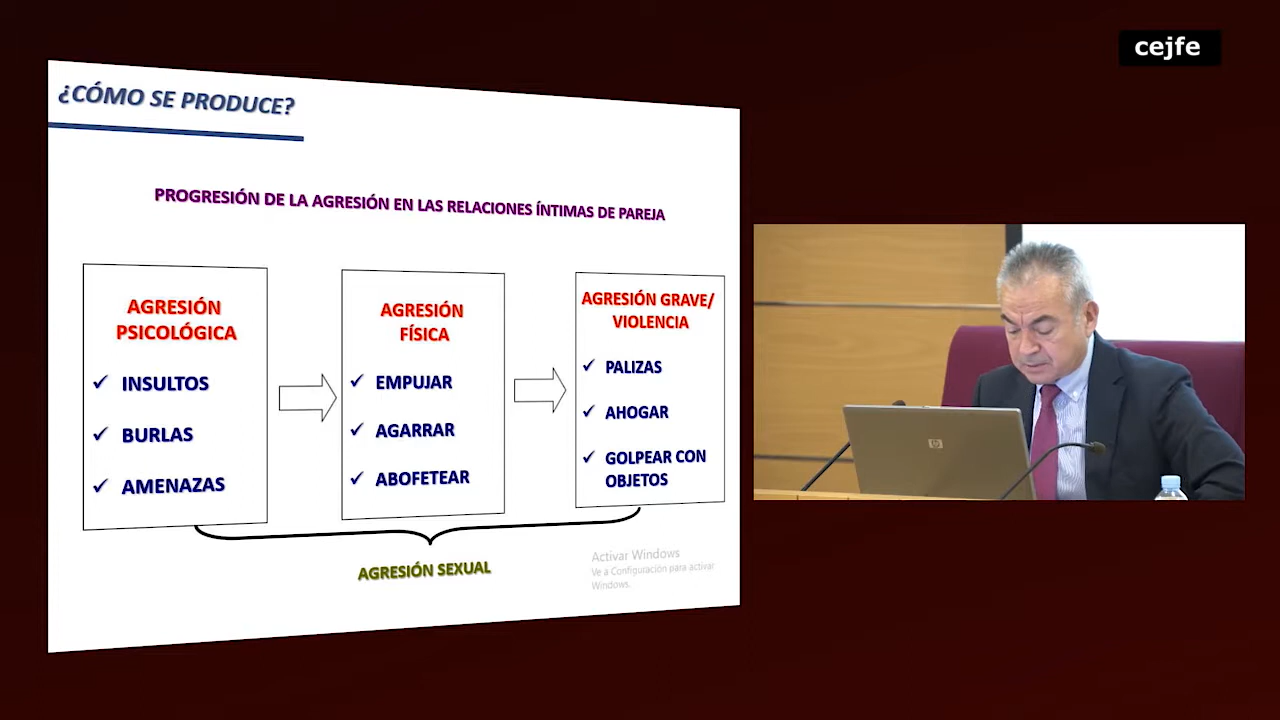 cejfe
¿CÓMO SE PRODUCE?
PROGRESIÓN DE LA AGRESIÓN EN LAS RELACIONES ÍNTIMAS DE PAREJA
AGRESIÓN
PSICOLÓGICA
✓ INSULTOS
✓ BURLAS
✓ AMENAZAS
AGRESIÓN
FÍSICA
✓ EMPUJAR
✓ AGARRAR
✓ ABOFETEAR
AGRESIÓN GRAVE/
VIOLENCIA
✓ PALIZAS
✓ AHOGAR
✓ GOLPEAR CON
OBJETOS
AGRESIÓN SEXUAL
Activar Windows
Ve a Configuración para activar
Windows.
hp